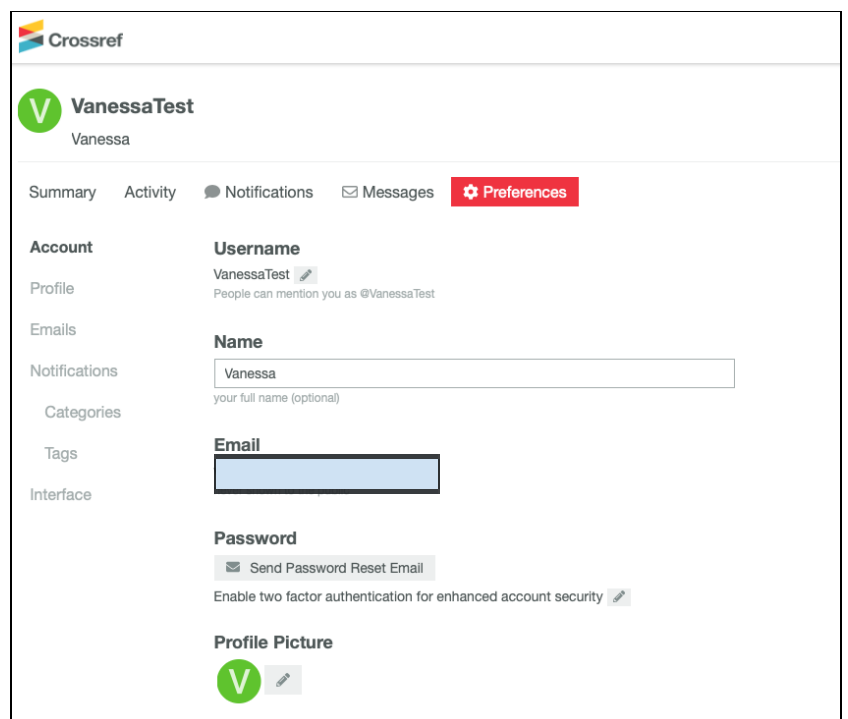 Crossref
V
VanessaTest
Vanessa
Summary Activity Notifications Messages Preferences
Account
Profile
Emails
Notifications
Categories
Tags
Interface
Username
VanessaTest
People can mention you as @VanessaTest
Name
Vanessa
your full name (optional)
Email
Password
Send Password Reset Email
Enable two factor authentication for enhanced account security
Profile Picture
V